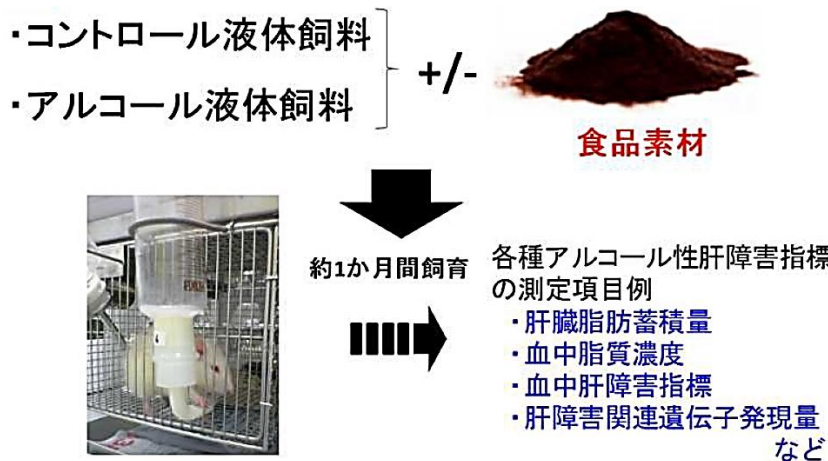 ・コントロール液体飼料
・アルコール液体飼料
+/-
食品素材
約1か月間飼育
各種アルコール性肝障害指標
の測定項目例
・肝臓脂肪蓄積量
・血中脂質濃度
・血中肝障害指標
・肝障害関連遺伝子発現量
など